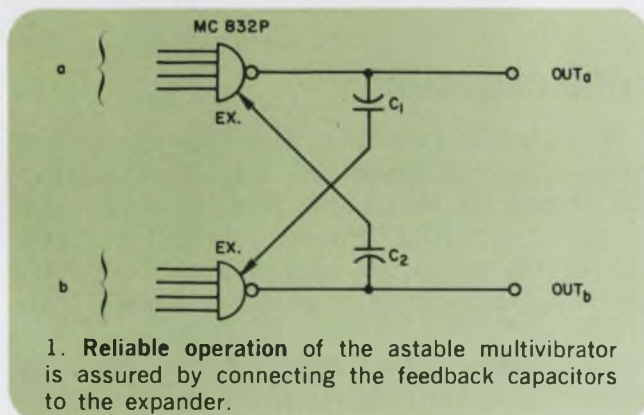 MC 832P
a
EX.
C1
OUTa
EX.
C2
b
OUTb
1. Reliable operation of the astable multivibrator
is assured by connecting the feedback capacitors
to the expander.